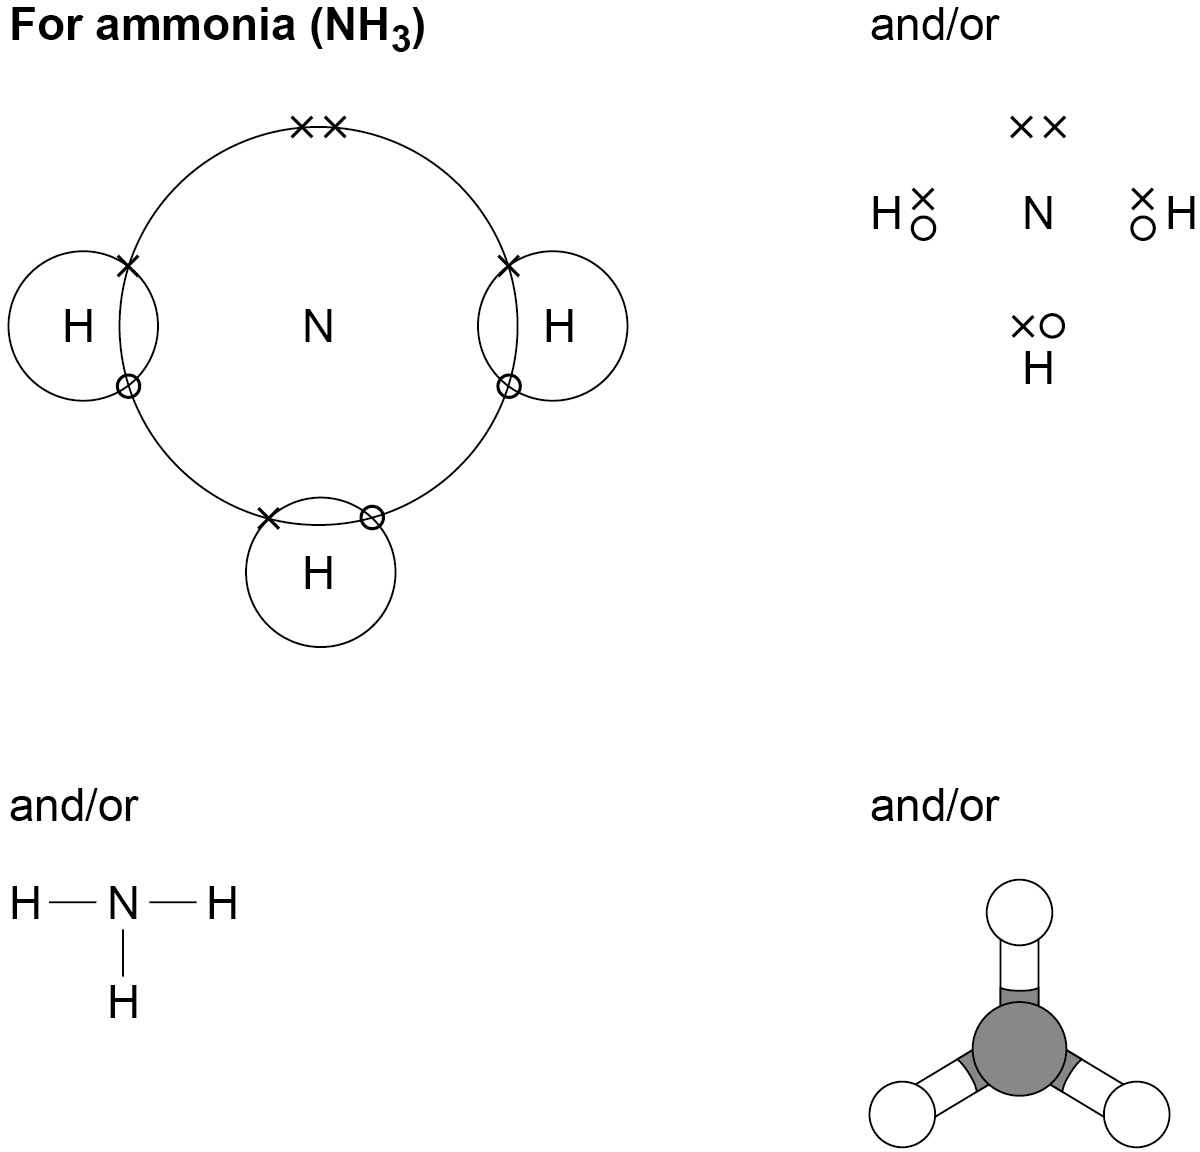 For ammonia (NH₃)
and/or
××
H × O N × O H
×O
H
××
H N H
H
and/or
H—N—H
H
and/or